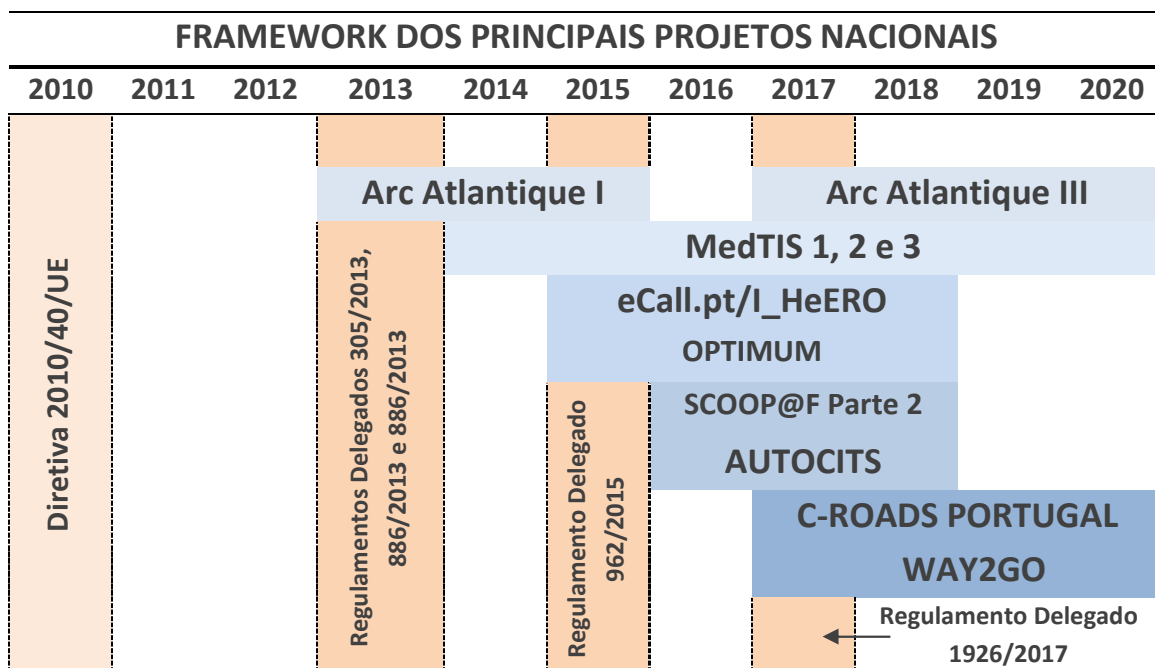 FRAMEWORK DOS PRINCIPAIS PROJETOS NACIONAIS
2010 2011 2012 2013 2014 2015 2016 2017 2018 2019 2020
Arc Atlantique I
Arc Atlantique III
MedTIS 1, 2 e 3
Diretiva 2010/40/UE
Regulamentos Delegados 305/2013,
886/2013 e 886/2013
eCall.pt/I_HeERO
OPTIMUM
Regulamento Delegado
962/2015
SCOOP@F Parte 2
AUTOCITS
C-ROADS PORTUGAL
WAY2GO
Regulamento Delegado
1926/2017